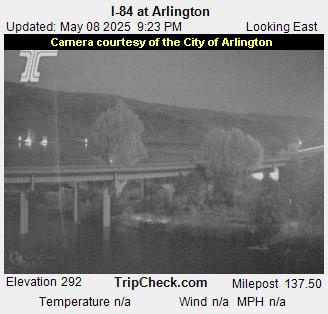 I-84 at Arlington
Updated: May 08 2025 9:23 PM Looking East
Camera courtesy of the City of Arlington
Elevation 292 TripCheck.com Milepost 137.50
Temperature n/a Wind n/a MPH n/a